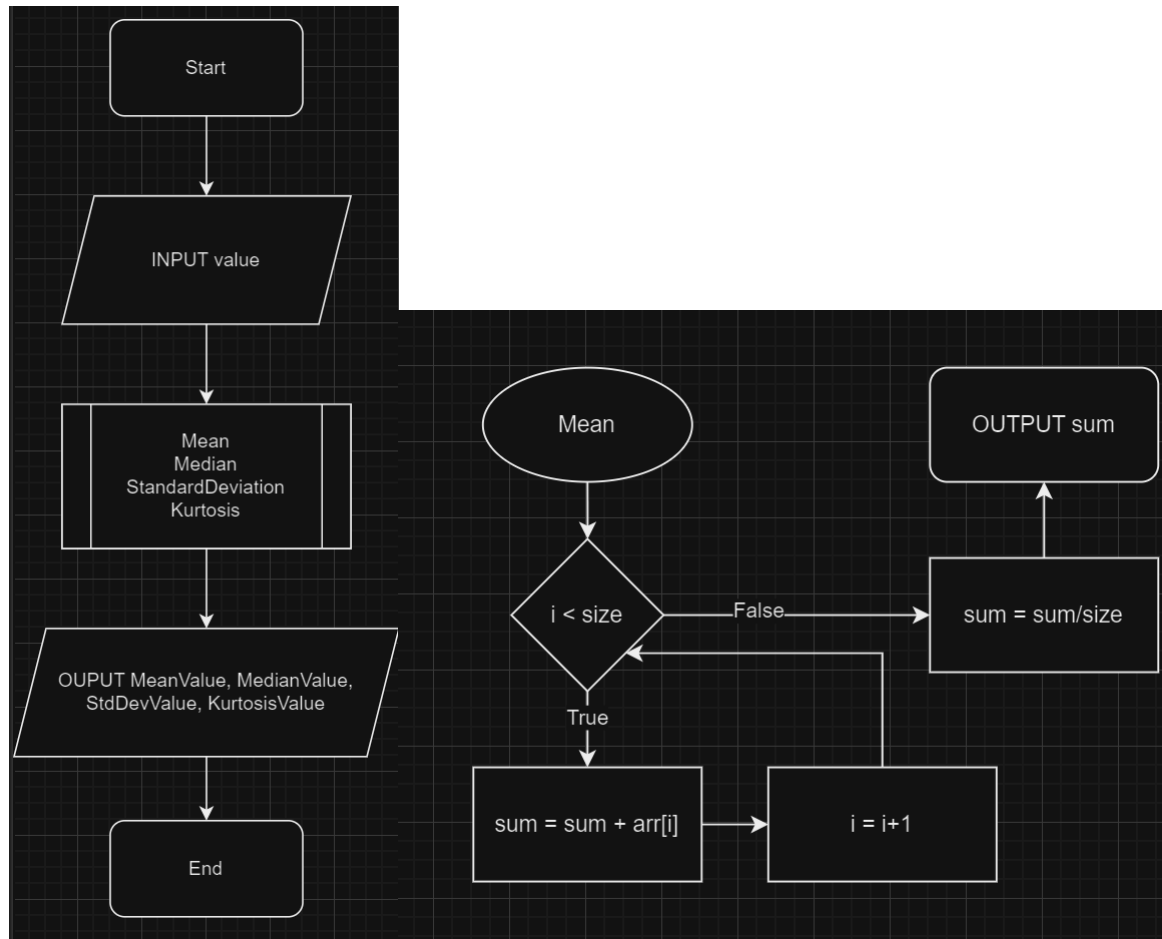 Start
INPUT value
Mean
Median
StandardDeviation
Kurtosis
OUPUT MeanValue, MedianValue,
StdDevValue, KurtosisValue
End
Mean
OUTPUT sum
i < size
False
sum = sum/size
True
sum = sum + arr[i]
i = i+1